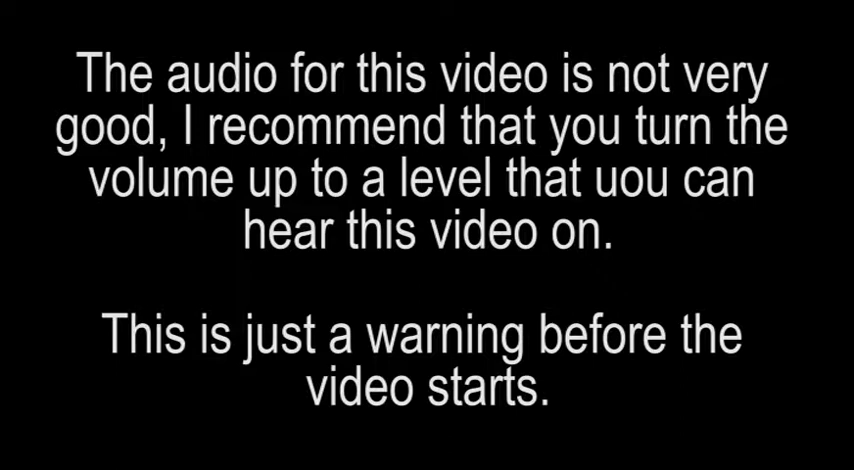 The audio for this video is not very
good, I recommend that you turn the
volume up to a level that uou can
hear this video on.
This is just a warning before the
video starts.